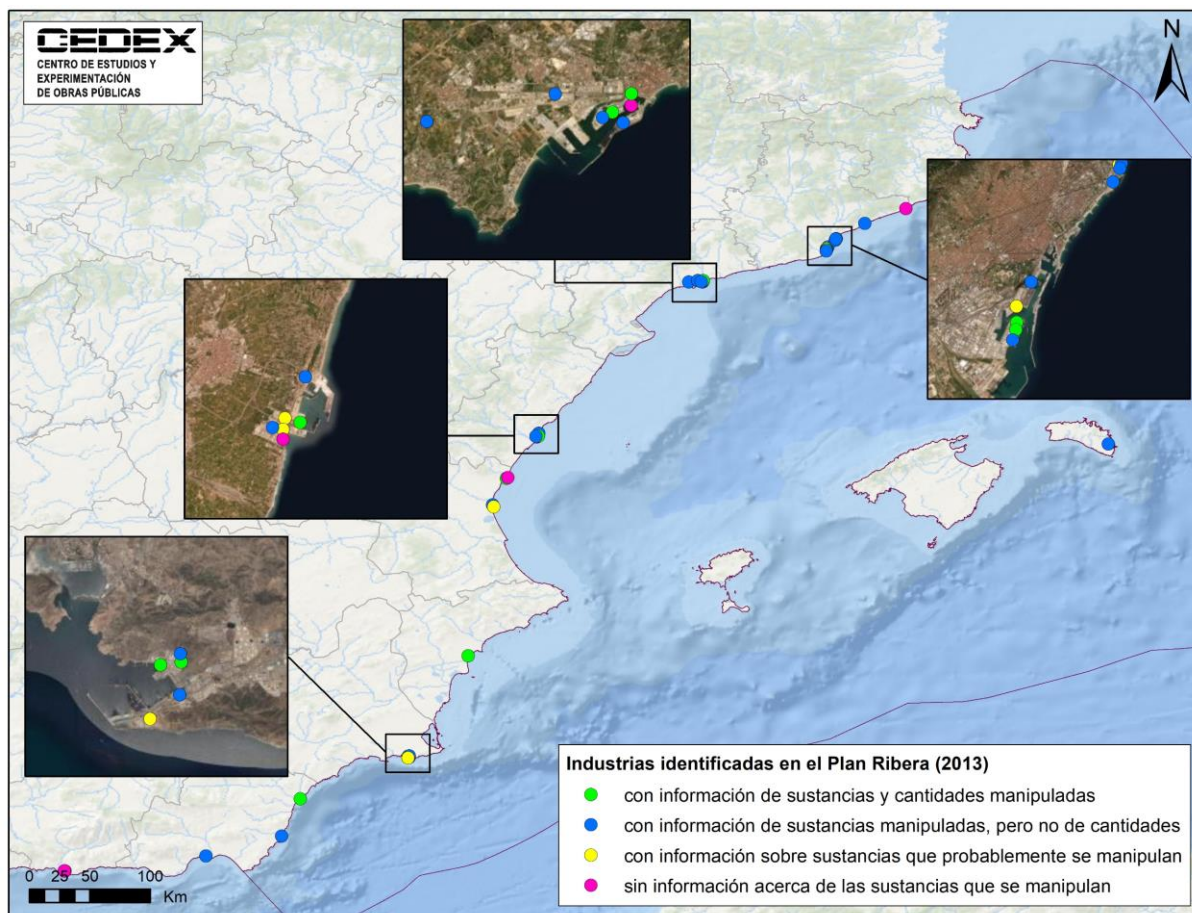 CEDEX
CENTRO DE ESTUDIOS Y
EXPERIMENTACIÓN
DE OBRAS PÚBLICAS
N
Industrias identificadas en el Plan Ribera (2013)
con información de sustancias y cantidades manipuladas
con información de sustancias manipuladas, pero no de cantidades
con información sobre sustancias que probablemente se manipulan
sin información acerca de las sustancias que se manipulan
0 25 50 100
Km